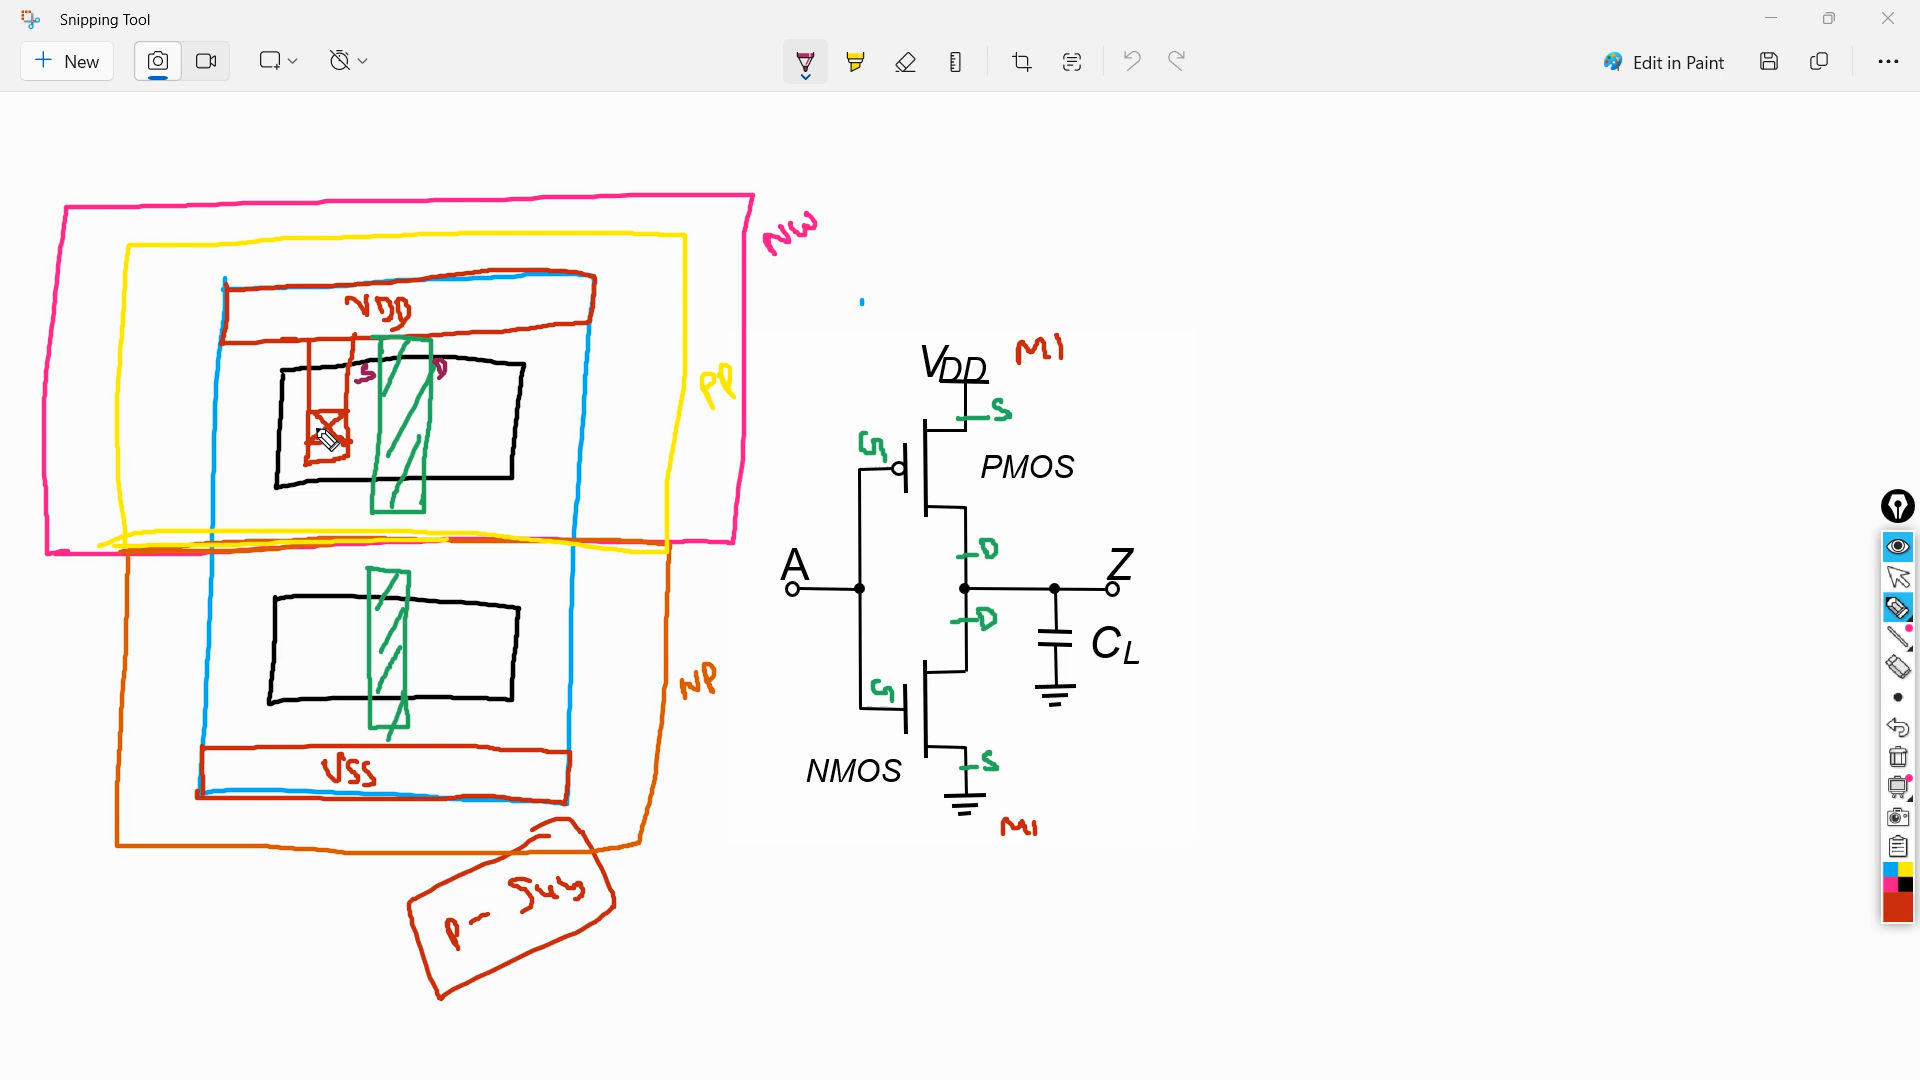 Snipping Tool
New
Edit in Paint
NW
VDD
M1
VDD
S
S D
PP
G
PMOS
D
A
Z
D
CL
NP
G
S
VSS
NMOS
M1
P- Sub